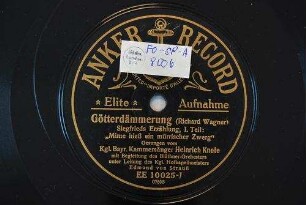 ANKER RECORD
FO-SP-A
9008
Elite Aufnahme
Götterdämmerung (Richard Wagner)
Siegfrieds Erzählung, 1. Teil:
"Mime hieß ein mürrischer Zwerg"
Gesungen vom
Kgl. Bayr. Kammersänger Heinrich Knote
mit Begleitung des Blüthner-Orchesters
unter Leitung des Kgl. Hofkapellmeisters
Edmund von Strauß
EE 10025-I